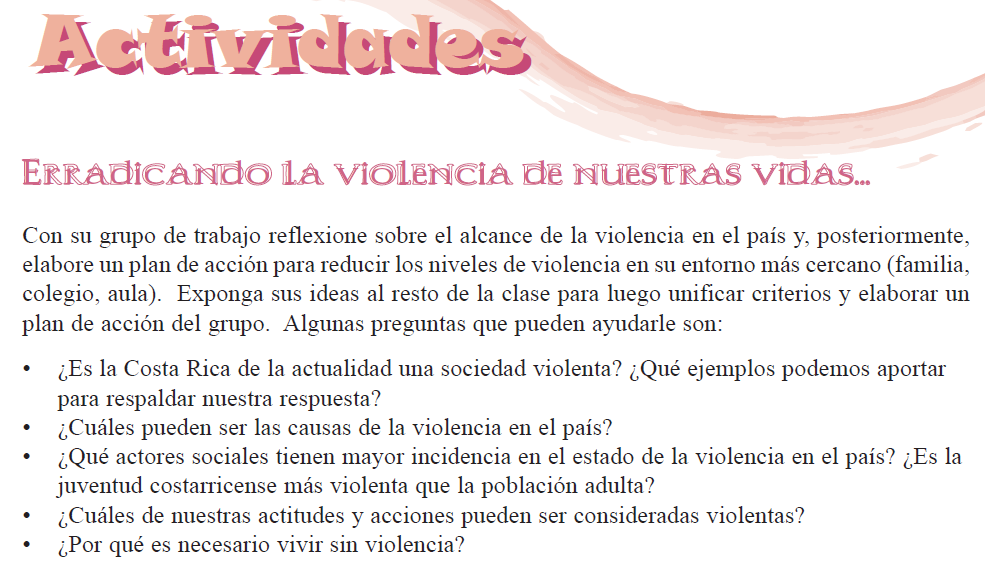 Actividades
Erradicando la violencia de nuestras vidas...
Con su grupo de trabajo reflexione sobre el alcance de la violencia en el país y, posteriormente,
elabore un plan de acción para reducir los niveles de violencia en su entorno más cercano (familia,
colegio, aula).  Exponga sus ideas al resto de la clase para luego unificar criterios y elaborar un
plan de acción del grupo.  Algunas preguntas que pueden ayudarle son:
• ¿Es la Costa Rica de la actualidad una sociedad violenta? ¿Qué ejemplos podemos aportar
para respaldar nuestra respuesta?
• ¿Cuáles pueden ser las causas de la violencia en el país?
• ¿Qué actores sociales tienen mayor incidencia en el estado de la violencia en el país? ¿Es la
juventud costarricense más violenta que la población adulta?
• ¿Cuáles de nuestras actitudes y acciones pueden ser consideradas violentas?
• ¿Por qué es necesario vivir sin violencia?